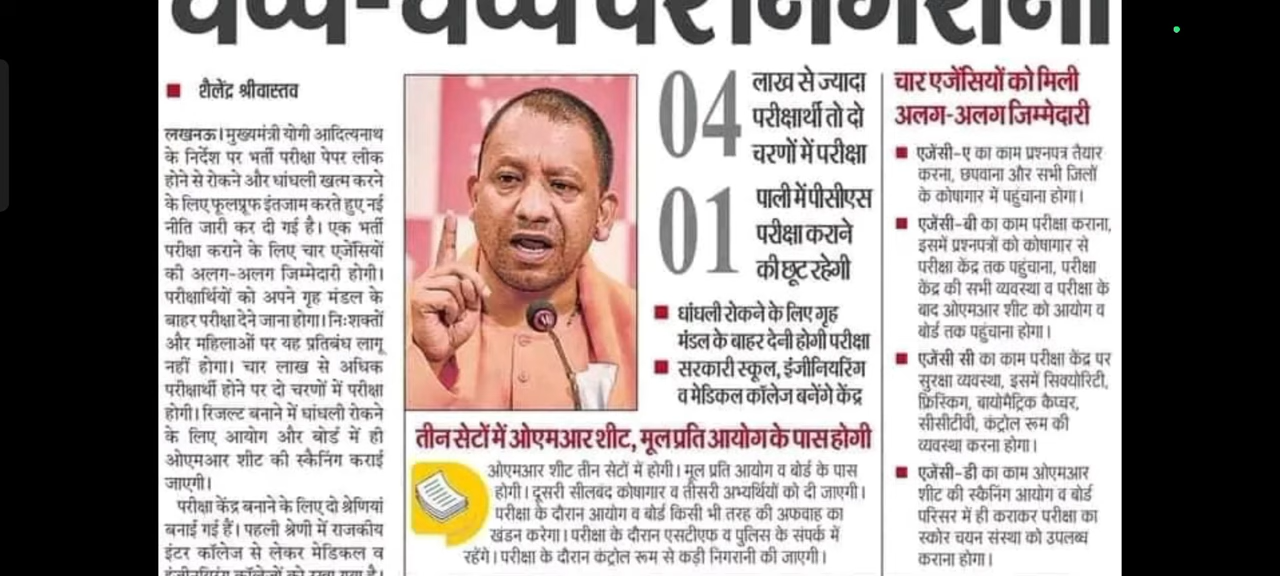 चप्पे-चप्पे पर निगरानी
शैलेंद्र श्रीवास्तव
लखनऊ। मुख्यमंत्री योगी आदित्यनाथ
के निर्देश पर भर्ती परीक्षा पेपर लीक
होने से रोकने और धांधली खत्म करने
के लिए फूलप्रूफ इंतजाम करते हुए नई
नीति जारी कर दी गई है। एक भर्ती
परीक्षा कराने के लिए चार एजेंसियों
की अलग-अलग जिम्मेदारी होगी।
परीक्षार्थियों को अपने गृह मंडल के
बाहर परीक्षा देने जाना होगा। निःशक्तों
और महिलाओं पर यह प्रतिबंध लागू
नहीं होगा। चार लाख से अधिक
परीक्षार्थी होने पर दो चरणों में परीक्षा
होगी। रिजल्ट बनाने में धांधली रोकने
के लिए आयोग और बोर्ड में ही
ओएमआर शीट की स्कैनिंग कराई
जाएगी।
परीक्षा केंद्र बनाने के लिए दो श्रेणियां
बनाई गई हैं। पहली श्रेणी में राजकीय
इंटर कॉलेज से लेकर मेडिकल व
इंजीनियरिंग कॉलेजों को रखा गया है।
04 लाख से ज्यादा
परीक्षार्थी तो दो
चरणों में परीक्षा
01 पाली में पीसीएस
परीक्षा कराने
की छूट रहेगी
धांधली रोकने के लिए गृह
मंडल के बाहर देनी होगी परीक्षा
सरकारी स्कूल, इंजीनियरिंग
व मेडिकल कॉलेज बनेंगे केंद्र
तीन सेटों में ओएमआर शीट, मूल प्रति आयोग के पास होगी
ओएमआर शीट तीन सेटों में होगी। मूल प्रति आयोग व बोर्ड के पास
होगी। दूसरी सीलबंद कोषागार व तीसरी अभ्यर्थियों को दी जाएगी।
परीक्षा के दौरान आयोग व बोर्ड किसी भी तरह की अफवाह का
खंडन करेगा। परीक्षा के दौरान एसटीएफ व पुलिस के संपर्क में
रहेंगे। परीक्षा के दौरान कंट्रोल रूम से कड़ी निगरानी की जाएगी।
चार एजेंसियों को मिली
अलग-अलग जिम्मेदारी
एजेंसी-ए का काम प्रश्नपत्र तैयार
करना, छपवाना और सभी जिलों
के कोषागार में पहुंचाना होगा।
एजेंसी-बी का काम परीक्षा कराना,
इसमें प्रश्नपत्रों को कोषागार से
परीक्षा केंद्र तक पहुंचाना, परीक्षा
केंद्र की सभी व्यवस्था व परीक्षा के
बाद ओएमआर शीट को आयोग व
बोर्ड तक पहुंचाना होगा।
एजेंसी सी का काम परीक्षा केंद्र पर
सुरक्षा व्यवस्था, इसमें सिक्योरिटी,
फ्रिस्किंग, बायोमैट्रिक कैप्चर,
सीसीटीवी, कंट्रोल रूम की
व्यवस्था करना होगा।
एजेंसी-डी का काम ओएमआर
शीट की स्कैनिंग आयोग व बोर्ड
परिसर में ही कराकर परीक्षा का
स्कोर चयन संस्था को उपलब्ध
कराना होगा।